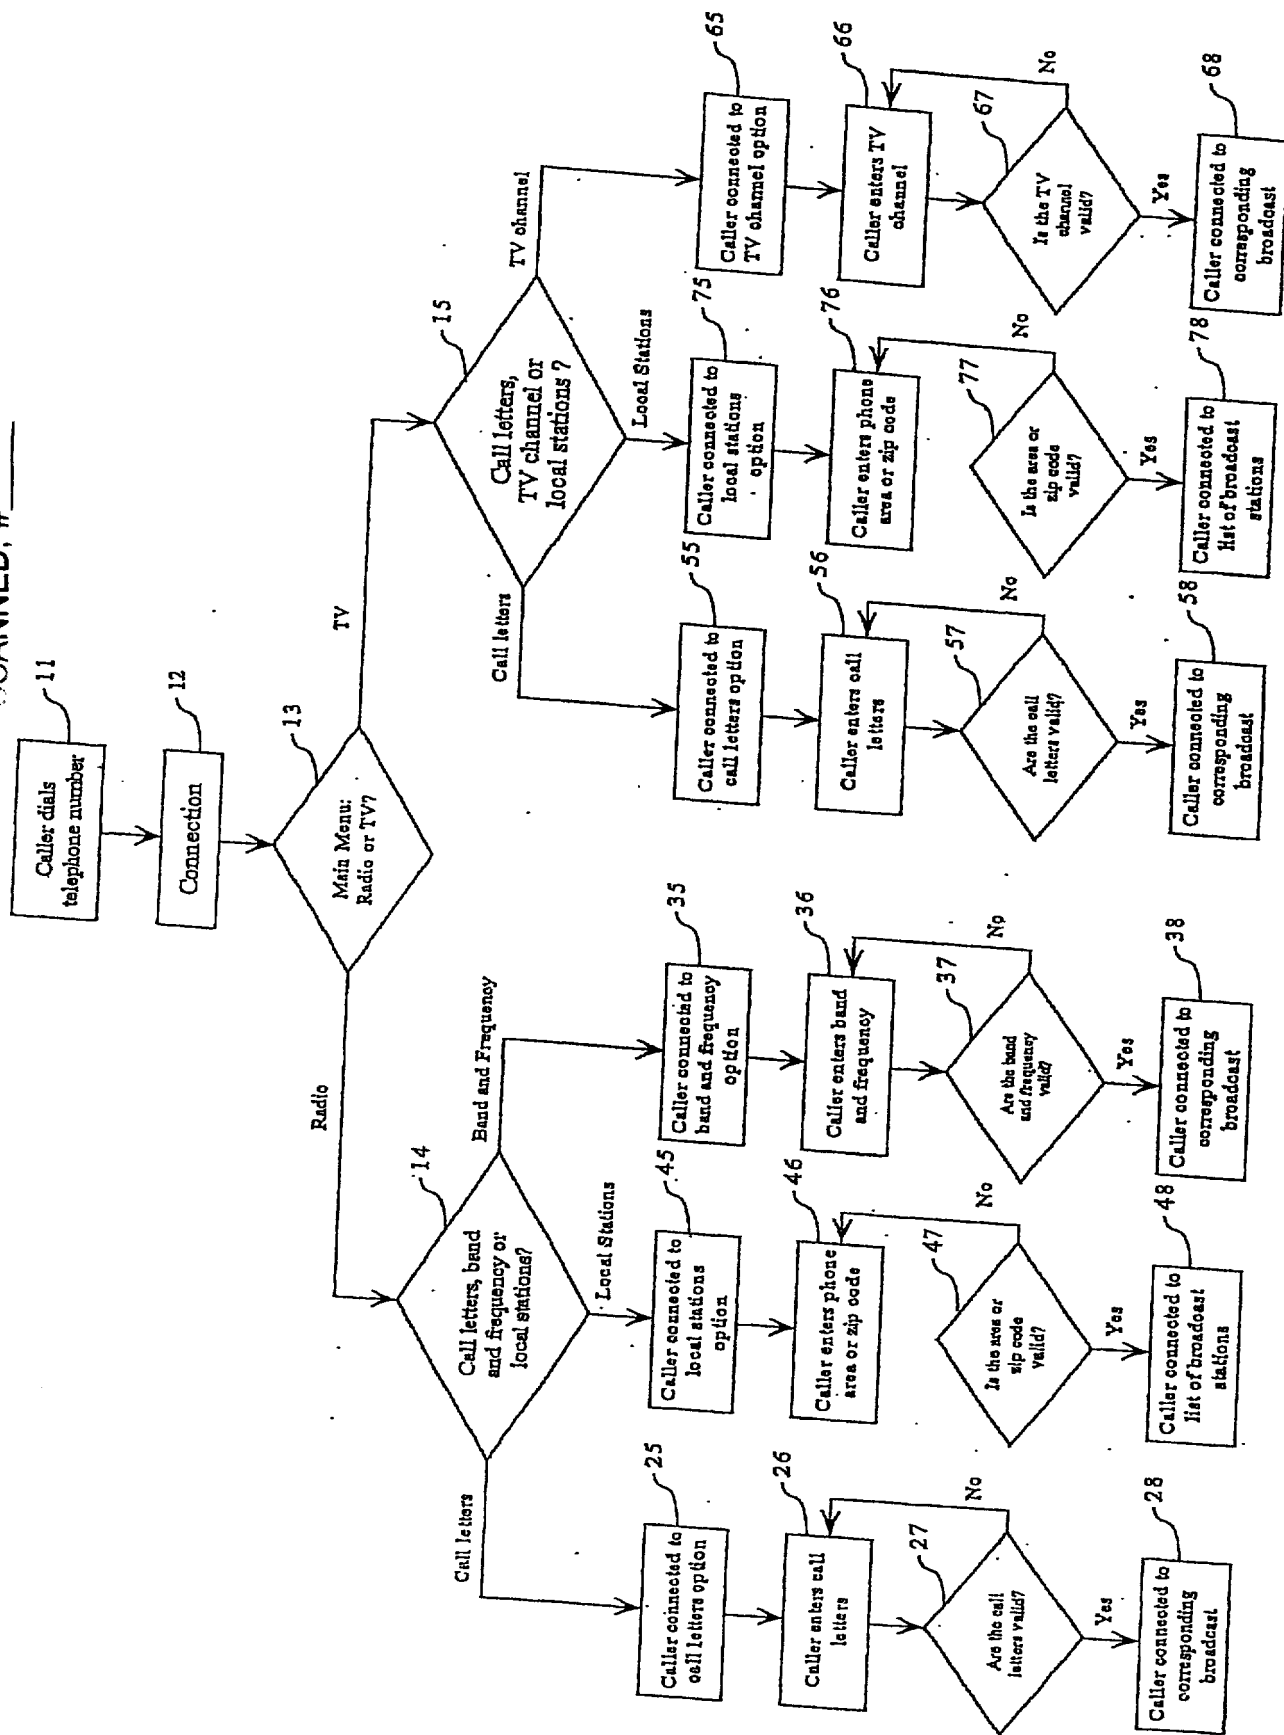 Caller dials
telephone number
11
Connection
12
Main Menu:
Radio or TV?
13
Radio
TV
Call letters, band
and frequency or
local stations?
14
Call letters
Local Stations
Band and Frequency
Call letters,
TV channel or
local stations ?
15
Call letters
Local Stations
TV channel
Caller connected to
call letters option
25
Caller connected to
local stations
option
45
Caller connected to
band and frequency
option
35
Caller connected to
call letters option
55
Caller connected to
local stations
option
75
Caller connected to
TV channel option
65
Caller enters call
letters
26
Caller enters phone
area or zip code
46
Caller enters band
and frequency
36
Caller enters call
letters
56
Caller enters phone
area or zip code
76
Caller enters TV
channel
66
Are the call
letters valid?
27
No
Yes
Is the area or
zip code
valid?
47
No
Yes
Are the band
and frequency
valid?
37
No
Yes
Are the call
letters valid?
57
No
Yes
Is the area or
zip code
valid?
77
No
Yes
Is the TV
channel
valid?
67
No
Yes
Caller connected to
corresponding
broadcast
28
Caller connected to
list of broadcast
stations
48
Caller connected to
corresponding
broadcast
38
Caller connected to
corresponding
broadcast
58
Caller connected to
list of broadcast
stations
78
Caller connected to
corresponding
broadcast
68